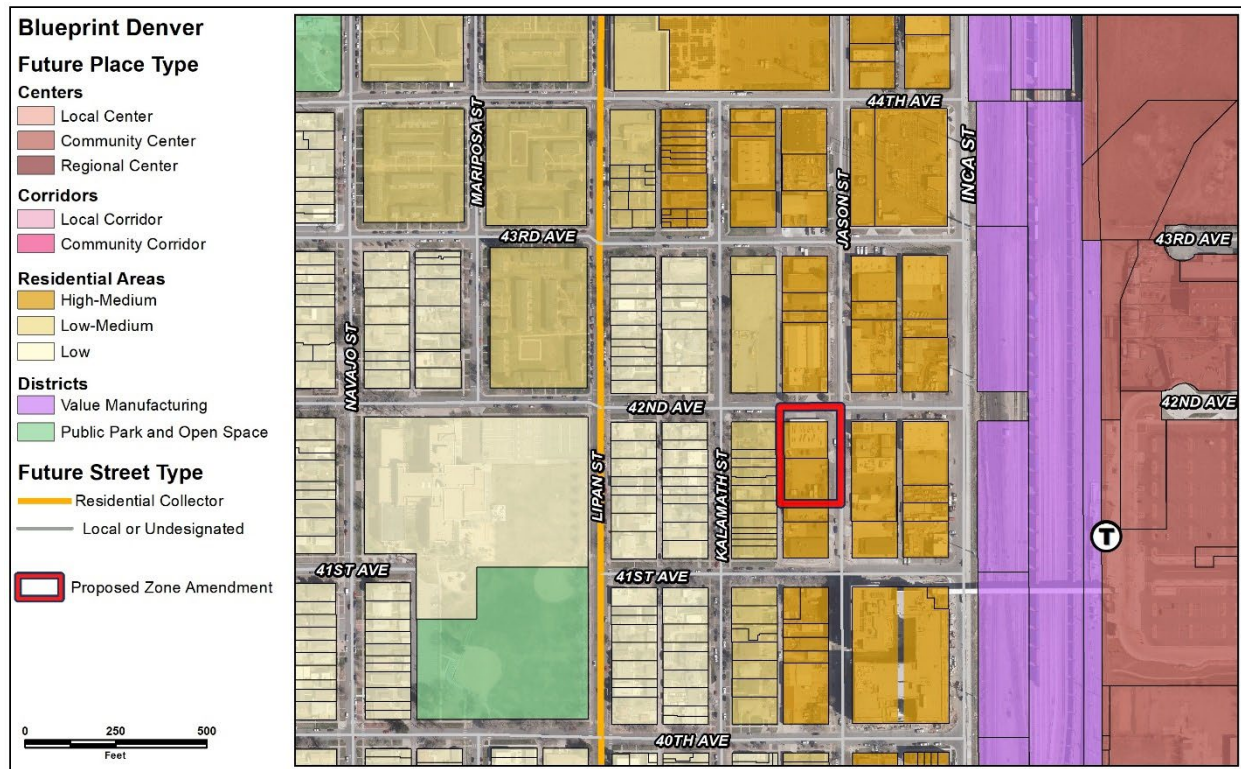 Blueprint Denver
Future Place Type
Centers
Local Center
Community Center
Regional Center
Corridors
Local Corridor
Community Corridor
Residential Areas
High-Medium
Low-Medium
Low
Districts
Value Manufacturing
Public Park and Open Space
Future Street Type
Residential Collector
Local or Undesignated
Proposed Zone Amendment
0 250 500
Feet
44TH AVE
MARIPOSA ST
INCA ST
JASON ST
43RD AVE
43RD AVE
NAVAJO ST
42ND AVE
42ND AVE
LIPAN ST
KALAMATH ST
T
41ST AVE
41ST AVE
40TH AVE